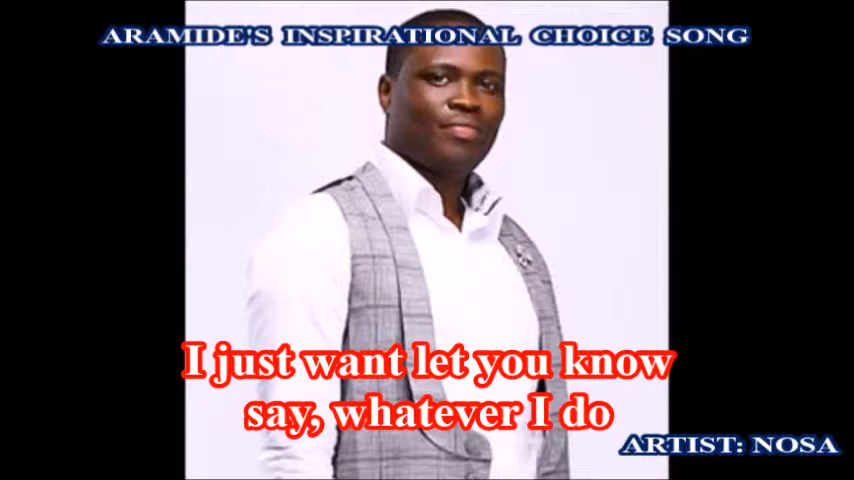 ARAMIDE'S INSPIRATIONAL CHOICE SONG
I just want let you know
say, whatever I do
ARTIST: NOSA